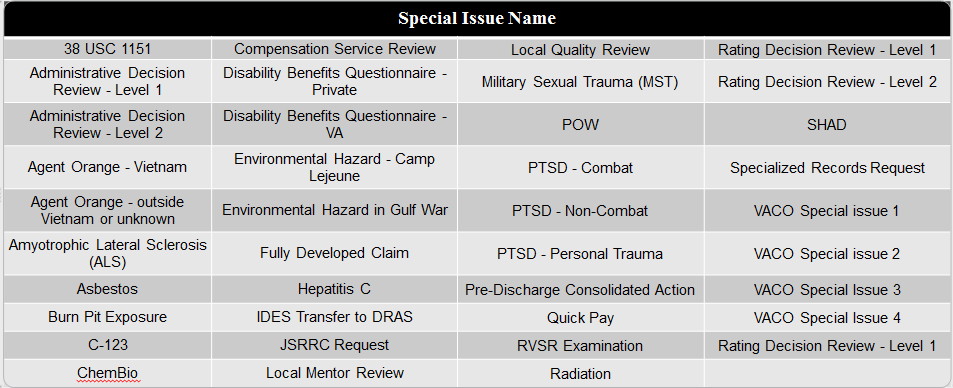 Special Issue Name
38 USC 1151 Compensation Service Review Local Quality Review Rating Decision Review - Level 1
Administrative Decision
Review - Level 1
Disability Benefits Questionnaire -
Private
Military Sexual Trauma (MST)
Rating Decision Review - Level 2
Administrative Decision
Review - Level 2
Disability Benefits Questionnaire -
VA
POW
SHAD
Agent Orange - Vietnam
Environmental Hazard - Camp
Lejeune
PTSD - Combat
Specialized Records Request
Agent Orange - outside
Vietnam or unknown
Environmental Hazard in Gulf War
PTSD - Non-Combat
VACO Special issue 1
Amyotrophic Lateral Sclerosis
(ALS)
Fully Developed Claim
PTSD - Personal Trauma
VACO Special issue 2
Asbestos Hepatitis C Pre-Discharge Consolidated Action VACO Special Issue 3
Burn Pit Exposure IDES Transfer to DRAS Quick Pay VACO Special Issue 4
C-123 JSRRC Request RVSR Examination Rating Decision Review - Level 1
ChemBio Local Mentor Review Radiation